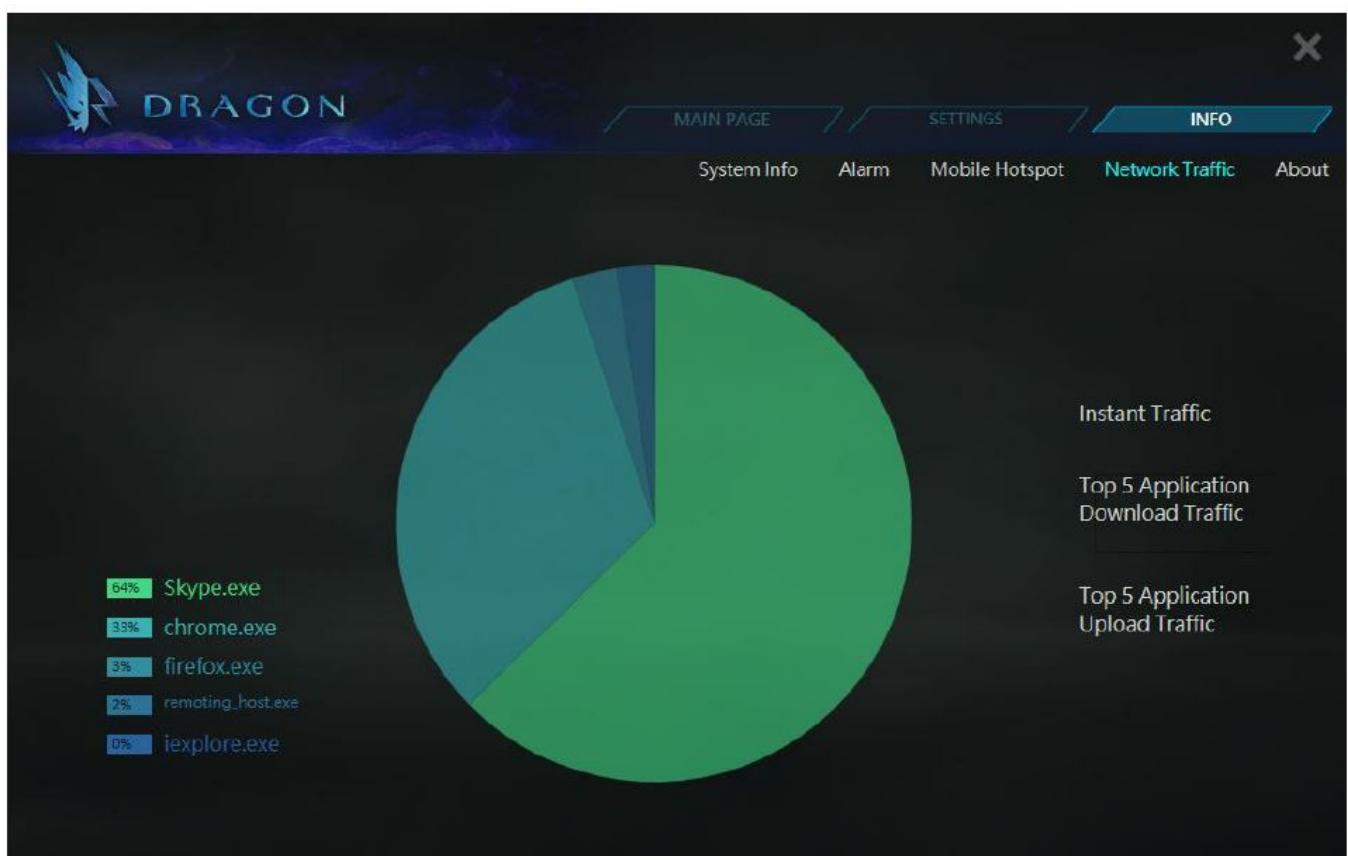 DRAGON
MAIN PAGE
SETTINGS
INFO
System Info
Alarm
Mobile Hotspot
Network Traffic
About
Instant Traffic
Top 5 Application
Download Traffic
Top 5 Application
Upload Traffic
64% Skype.exe
33% chrome.exe
3% firefox.exe
2% remoting_host.exe
0% iexplore.exe